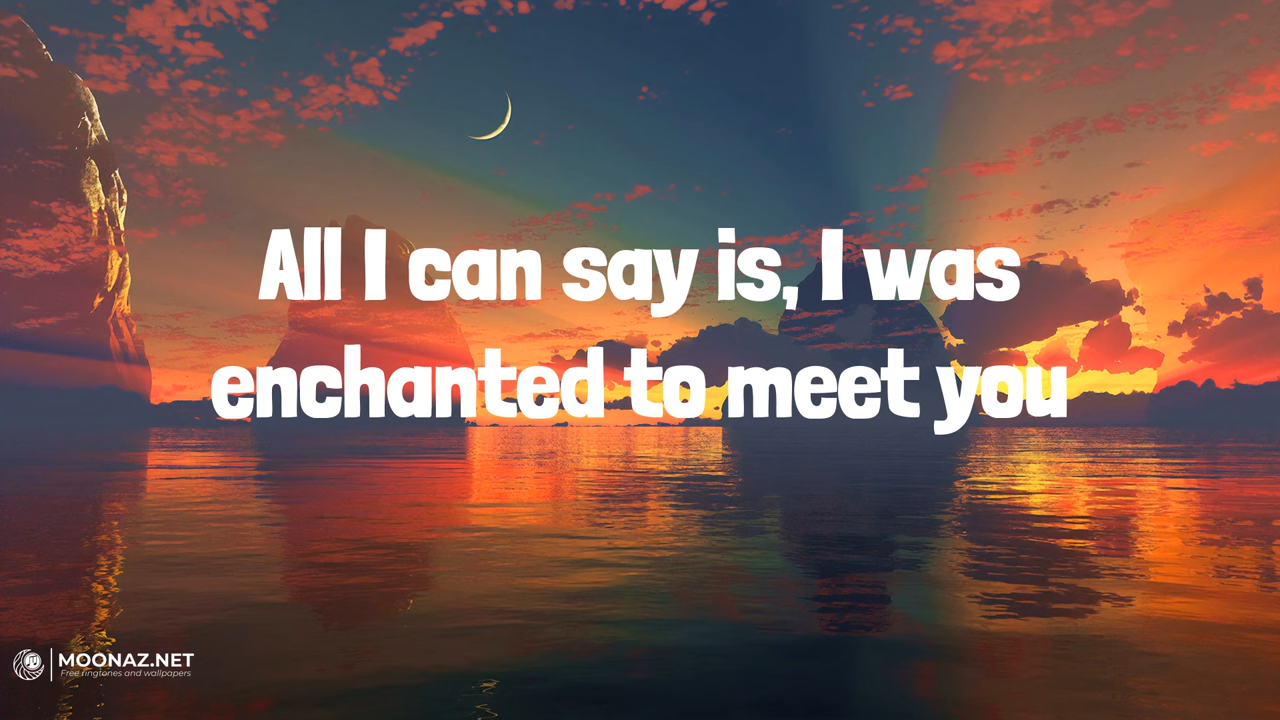 All I can say is, I was
enchanted to meet you
MOONAZ.NET
Free ringtones and wallpapers